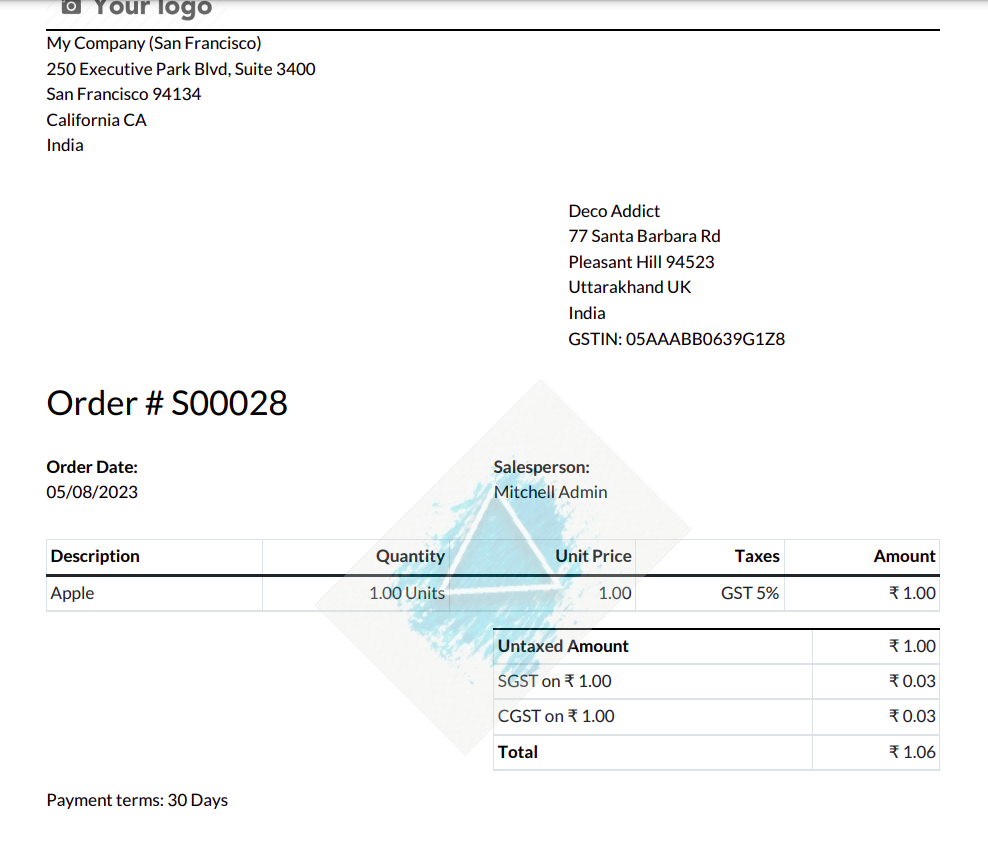 Your logo
My Company (San Francisco)
250 Executive Park Blvd, Suite 3400
San Francisco 94134
California CA
India
Deco Addict
77 Santa Barbara Rd
Pleasant Hill 94523
Uttarakhand UK
India
GSTIN: 05AAABB0639G1Z8
Order # S00028
Order Date: Salesperson:
05/08/2023 Mitchell Admin
Description Quantity Unit Price Taxes Amount
Apple 1.00 Units 1.00 GST 5% ₹ 1.00
Untaxed Amount ₹ 1.00
SGST on ₹ 1.00 ₹ 0.03
CGST on ₹ 1.00 ₹ 0.03
Total ₹ 1.06
Payment terms: 30 Days